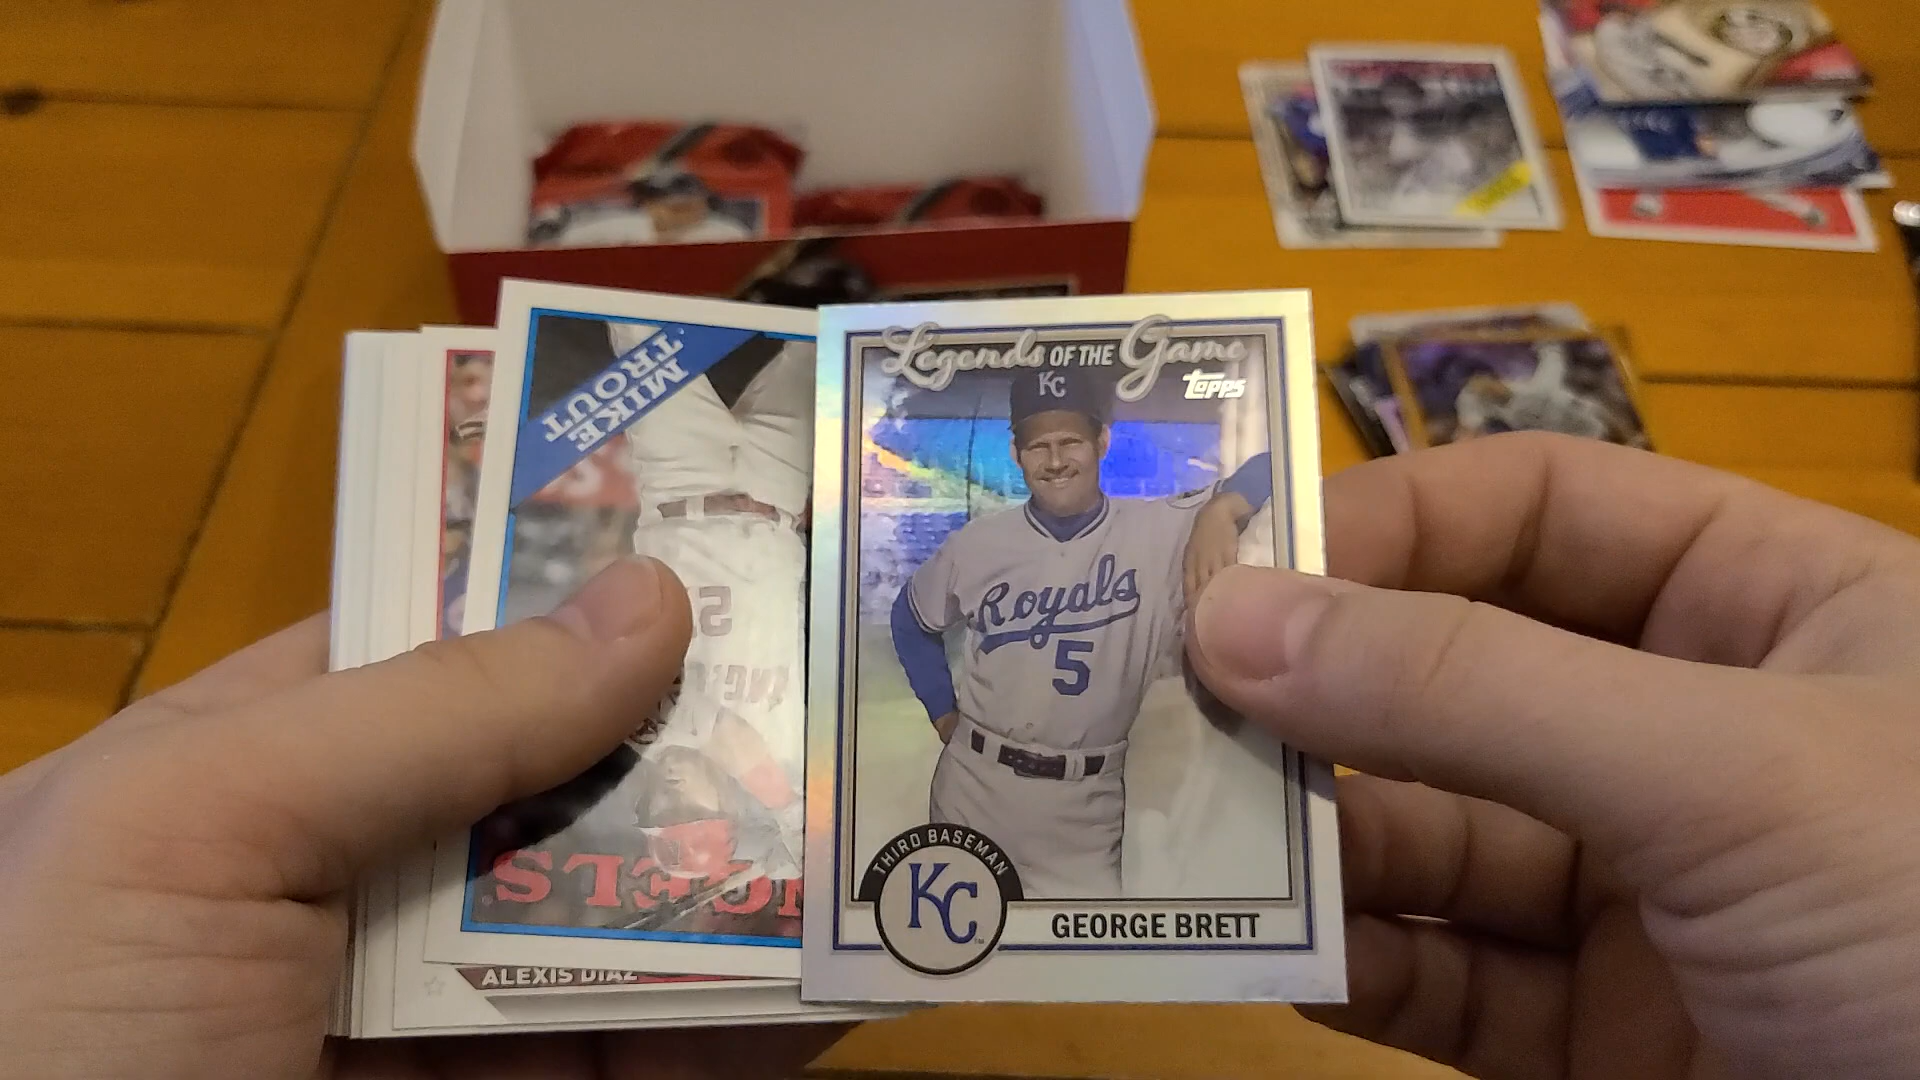 Legends OF THE Game
topps
KC
Royals
5
THIRD BASEMAN
KC
GEORGE BRETT
MIKE
TROUT
ALEXIS DIAZ